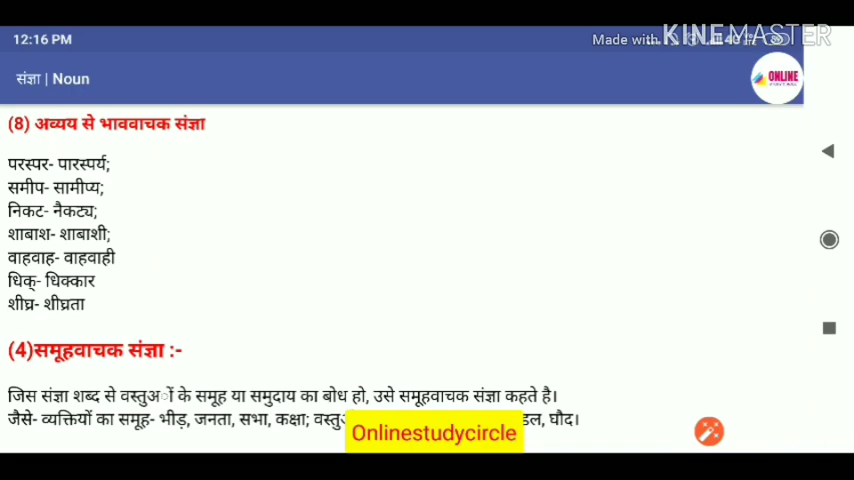 12:16 PM
Made with KINEMASTER
संज्ञा | Noun
ONLINE
(8) अव्यय से भाववाचक संज्ञा
परस्पर- पारस्पर्य;
समीप- सामीप्य;
निकट- नैकट्य;
शाबाश- शाबाशी;
वाहवाह- वाहवाही
धिक्- धिक्कार
शीघ्र- शीघ्रता
(4)समूहवाचक संज्ञा :-
जिस संज्ञा शब्द से वस्तुअों के समूह या समुदाय का बोध हो, उसे समूहवाचक संज्ञा कहते है।
जैसे- व्यक्तियों का समूह- भीड़, जनता, सभा, कक्षा; घौद।
Onlinestudycircle